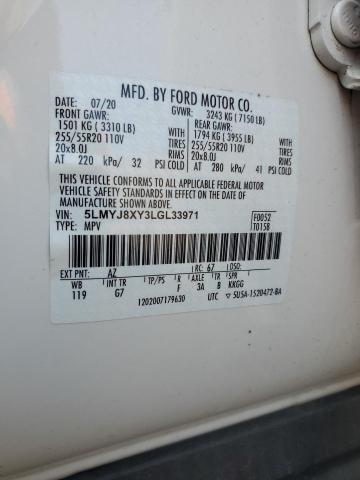 MFD. BY FORD MOTOR CO.
DATE: 07/20 GVWR: 3243 KG (7150 LB)
FRONT GAWR: REAR GAWR:
1501 KG (3310 LB) 1794 KG (3955 LB)
WITH WITH
255/55R20 110V TIRES 255/55R20 110V TIRES
20x8.0J RIMS 20x8.0J RIMS
AT 220 kPa/ 32 PSI COLD AT 280 kPa/ 41 PSI COLD
THIS VEHICLE CONFORMS TO ALL APPLICABLE FEDERAL MOTOR
VEHICLE SAFETY STANDARDS IN EFFECT ON THE DATE OF
MANUFACTURE SHOWN ABOVE.
VIN: 5LMYJ8XY3LGL33971 F0052
TYPE: MPV T0158
EXT PNT: AZ RC: 67 DSO:
WB INT TR TP/PS R AXLE TR SPR
119 G7 F 3A B KKGG
1202007179630 UTC 5U5A-1520472-BA